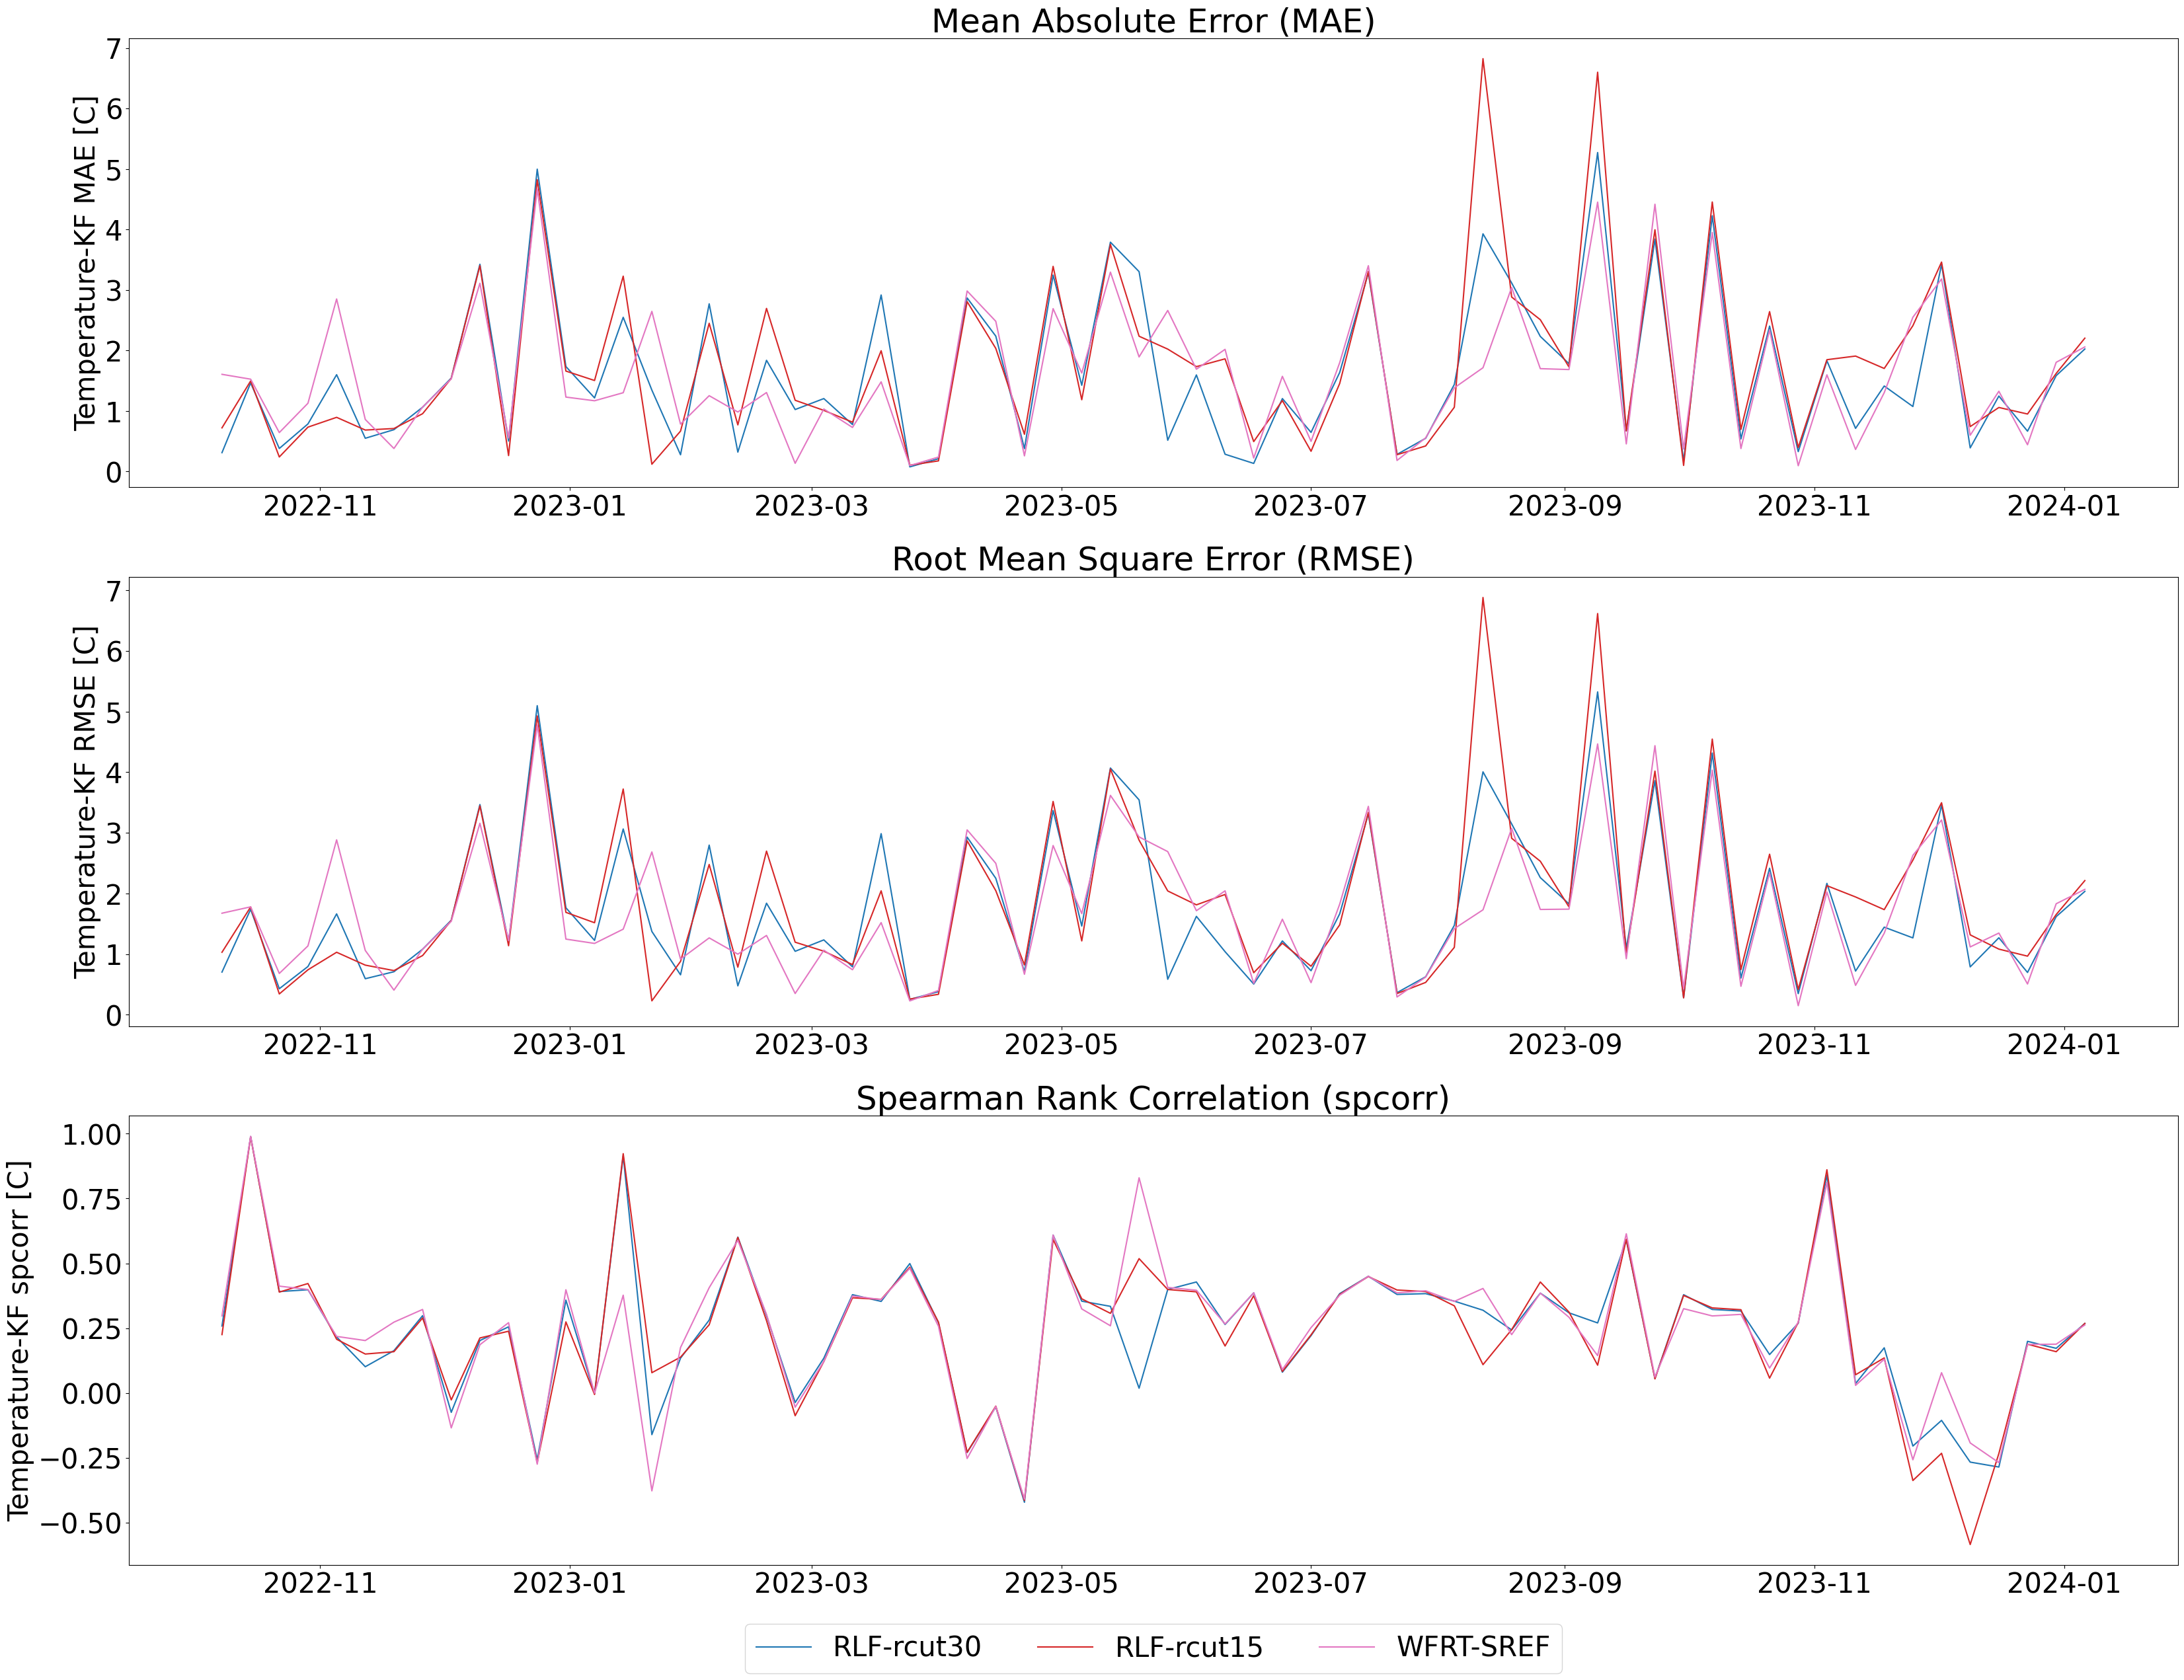 Mean Absolute Error (MAE)
Temperature-KF MAE [C]
7
6
5
4
3
2
1
0
2022-11 2023-01 2023-03 2023-05 2023-07 2023-09 2023-11 2024-01
Root Mean Square Error (RMSE)
Temperature-KF RMSE [C]
7
6
5
4
3
2
1
0
2022-11 2023-01 2023-03 2023-05 2023-07 2023-09 2023-11 2024-01
Spearman Rank Correlation (spcorr)
Temperature-KF spcorr [C]
1.00
0.75
0.50
0.25
0.00
−0.25
−0.50
2022-11 2023-01 2023-03 2023-05 2023-07 2023-09 2023-11 2024-01
RLF-rcut30 RLF-rcut15 WFRT-SREF